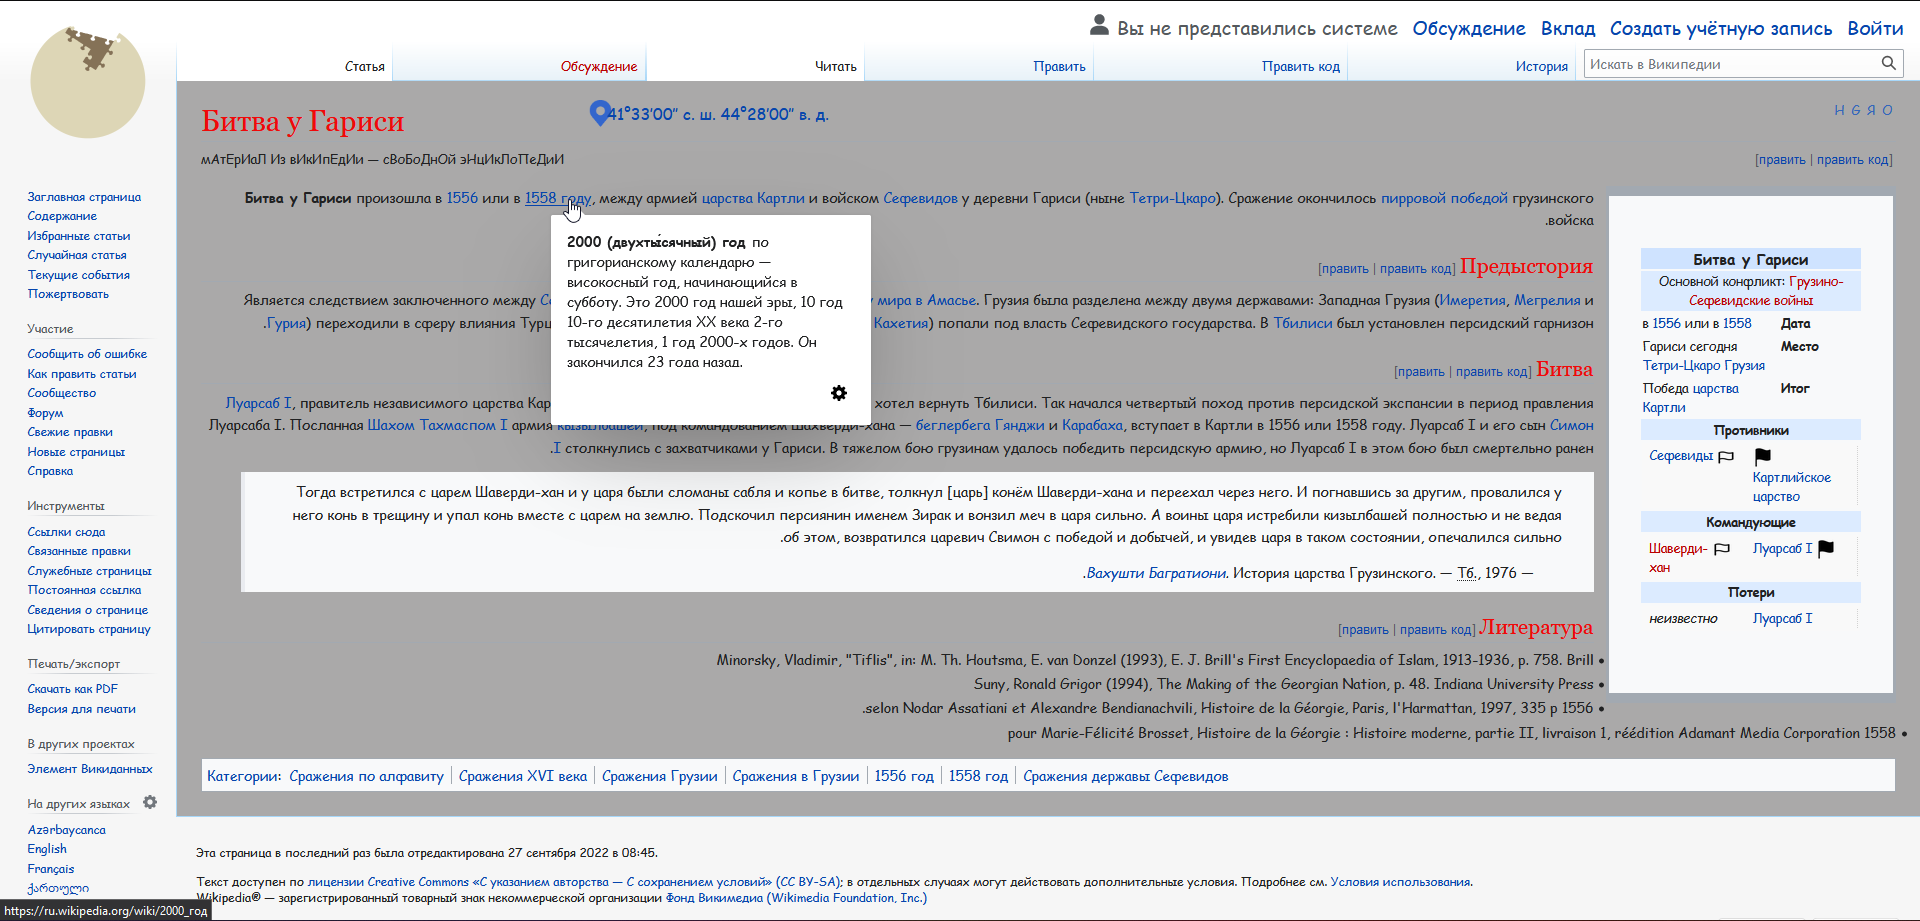 Вы не представились системе Обсуждение Вклад Создать учётную запись Войти
Статья Обсуждение Читать Править Править код История Искать в Википедии
Битва у Гариси
41°33′00″ с. ш. 44°28′00″ в. д.
H G Я O
мАтЕрИаЛ Из вИкИпЕдИи — сВоБоДнОй эНцИкЛоПеДиИ
[править | править код]
Битва у Гариси произошла в 1556 или в 1558 году, между армией царства Картли и войском Сефевидов у деревни Гариси (ныне Тетри-Цкаро). Сражение окончилось пирровой победой грузинского
.войска
2000 (двухты́сячный) год по
григорианскому календарю —
високосный год, начинающийся в
субботу. Это 2000 год нашей эры, 10 год
10-го десятилетия XX века 2-го
тысячелетия, 1 год 2000-х годов. Он
закончился 23 года назад.
[править | править код] Предыстория
Является следствием заключенного между Се
у мира в Амасье. Грузия была разделена между двумя державами: Западная Грузия (Имеретия, Мегрелия и
.Гурия) переходили в сферу влияния Турц
Кахетия) попали под власть Сефевидского государства. В Тбилиси был установлен персидский гарнизон
[править | править код] Битва
Луарсаб I, правитель независимого царства Кар
хотел вернуть Тбилиси. Так начался четвертый поход против персидской экспансии в период правления
Луарсаба I. Посланная Шахом Тахмаспом I армия кызылбашей, под командованием Шахверди-хана — беглербега Гянджи и Карабаха, вступает в Картли в 1556 или 1558 году. Луарсаб I и его сын Симон
.I столкнулись с захватчиками у Гариси. В тяжелом бою грузинам удалось победить персидскую армию, но Луарсаб I в этом бою был смертельно ранен
Тогда встретился с царем Шаверди-хан и у царя были сломаны сабля и копье в битве, толкнул [царь] конём Шаверди-хана и переехал через него. И погнавшись за другим, провалился у
него конь в трещину и упал конь вместе с царем на землю. Подскочил персиянин именем Зирак и вонзил меч в царя сильно. А воины царя истребили кизылбашей полностью и не ведая
.об этом, возвратился царевич Свимон с победой и добычей, и увидев царя в таком состоянии, опечалился сильно
.Вахушти Багратиони. История царства Грузинского. — Тб., 1976 —
[править | править код] Литература
Minorsky, Vladimir, "Tiflis", in: M. Th. Houtsma, E. van Donzel (1993), E. J. Brill's First Encyclopaedia of Islam, 1913-1936, p. 758. Brill •
Suny, Ronald Grigor (1994), The Making of the Georgian Nation, p. 48. Indiana University Press •
.selon Nodar Assatiani et Alexandre Bendianachvili, Histoire de la Géorgie, Paris, l'Harmattan, 1997, 335 p 1556 •
pour Marie-Félicité Brosset, Histoire de la Géorgie : Histoire moderne, partie II, livraison 1, réédition Adamant Media Corporation 1558 •
Категории: Сражения по алфавиту | Сражения XVI века | Сражения Грузии | Сражения в Грузии | 1556 год | 1558 год | Сражения державы Сефевидов
Битва у Гариси
Основной конфликт: Грузино-
Сефевидские войны
в 1556 или в 1558 Дата
Гариси сегодня Место
Тетри-Цкаро Грузия
Победа царства Итог
Картли
Противники
Сефевиды
Картлийское
царство
Командующие
Шаверди- Луарсаб I
хан
Потери
неизвестно Луарсаб I
Заглавная страница
Содержание
Избранные статьи
Случайная статья
Текущие события
Пожертвовать
Участие
Сообщить об ошибке
Как править статьи
Сообщество
Форум
Свежие правки
Новые страницы
Справка
Инструменты
Ссылки сюда
Связанные правки
Служебные страницы
Постоянная ссылка
Сведения о странице
Цитировать страницу
Печать/экспорт
Скачать как PDF
Версия для печати
В других проектах
Элемент Викиданных
На других языках
Azərbaycanca
English
Français
ქართული
Эта страница в последний раз была отредактирована 27 сентября 2022 в 08:45.
Текст доступен по лицензии Creative Commons «С указанием авторства — С сохранением условий» (CC BY-SA); в отдельных случаях могут действовать дополнительные условия. Подробнее см. Условия использования.
Wikipedia® — зарегистрированный товарный знак некоммерческой организации Фонд Викимедиа (Wikimedia Foundation, Inc.)
https://ru.wikipedia.org/wiki/2000_год